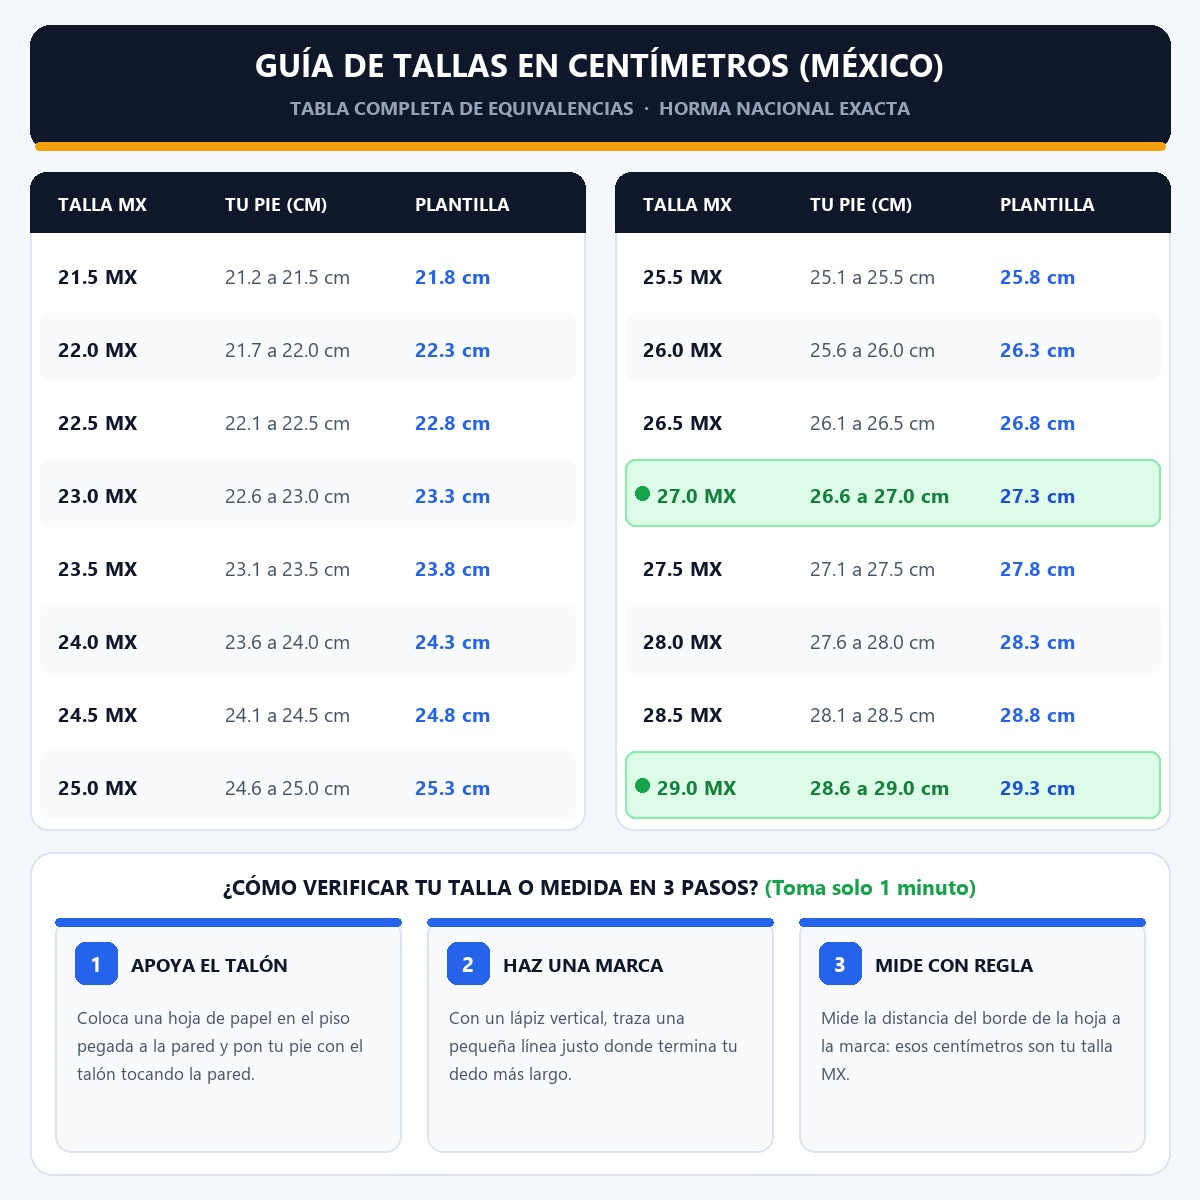 GUÍA DE TALLAS EN CENTÍMETROS (MÉXICO)
TABLA COMPLETA DE EQUIVALENCIAS · HORMA NACIONAL EXACTA
TALLA MX TU PIE (CM) PLANTILLA
21.5 MX 21.2 a 21.5 cm 21.8 cm
22.0 MX 21.7 a 22.0 cm 22.3 cm
22.5 MX 22.1 a 22.5 cm 22.8 cm
23.0 MX 22.6 a 23.0 cm 23.3 cm
23.5 MX 23.1 a 23.5 cm 23.8 cm
24.0 MX 23.6 a 24.0 cm 24.3 cm
24.5 MX 24.1 a 24.5 cm 24.8 cm
25.0 MX 24.6 a 25.0 cm 25.3 cm
TALLA MX TU PIE (CM) PLANTILLA
25.5 MX 25.1 a 25.5 cm 25.8 cm
26.0 MX 25.6 a 26.0 cm 26.3 cm
26.5 MX 26.1 a 26.5 cm 26.8 cm
27.0 MX 26.6 a 27.0 cm 27.3 cm
27.5 MX 27.1 a 27.5 cm 27.8 cm
28.0 MX 27.6 a 28.0 cm 28.3 cm
28.5 MX 28.1 a 28.5 cm 28.8 cm
29.0 MX 28.6 a 29.0 cm 29.3 cm
¿CÓMO VERIFICAR TU TALLA O MEDIDA EN 3 PASOS? (Toma solo 1 minuto)
1 APOYA EL TALÓN
Coloca una hoja de papel en el piso
pegada a la pared y pon tu pie con el
talón tocando la pared.
2 HAZ UNA MARCA
Con un lápiz vertical, traza una
pequeña línea justo donde termina tu
dedo más largo.
3 MIDE CON REGLA
Mide la distancia del borde de la hoja a
la marca: esos centímetros son tu talla
MX.